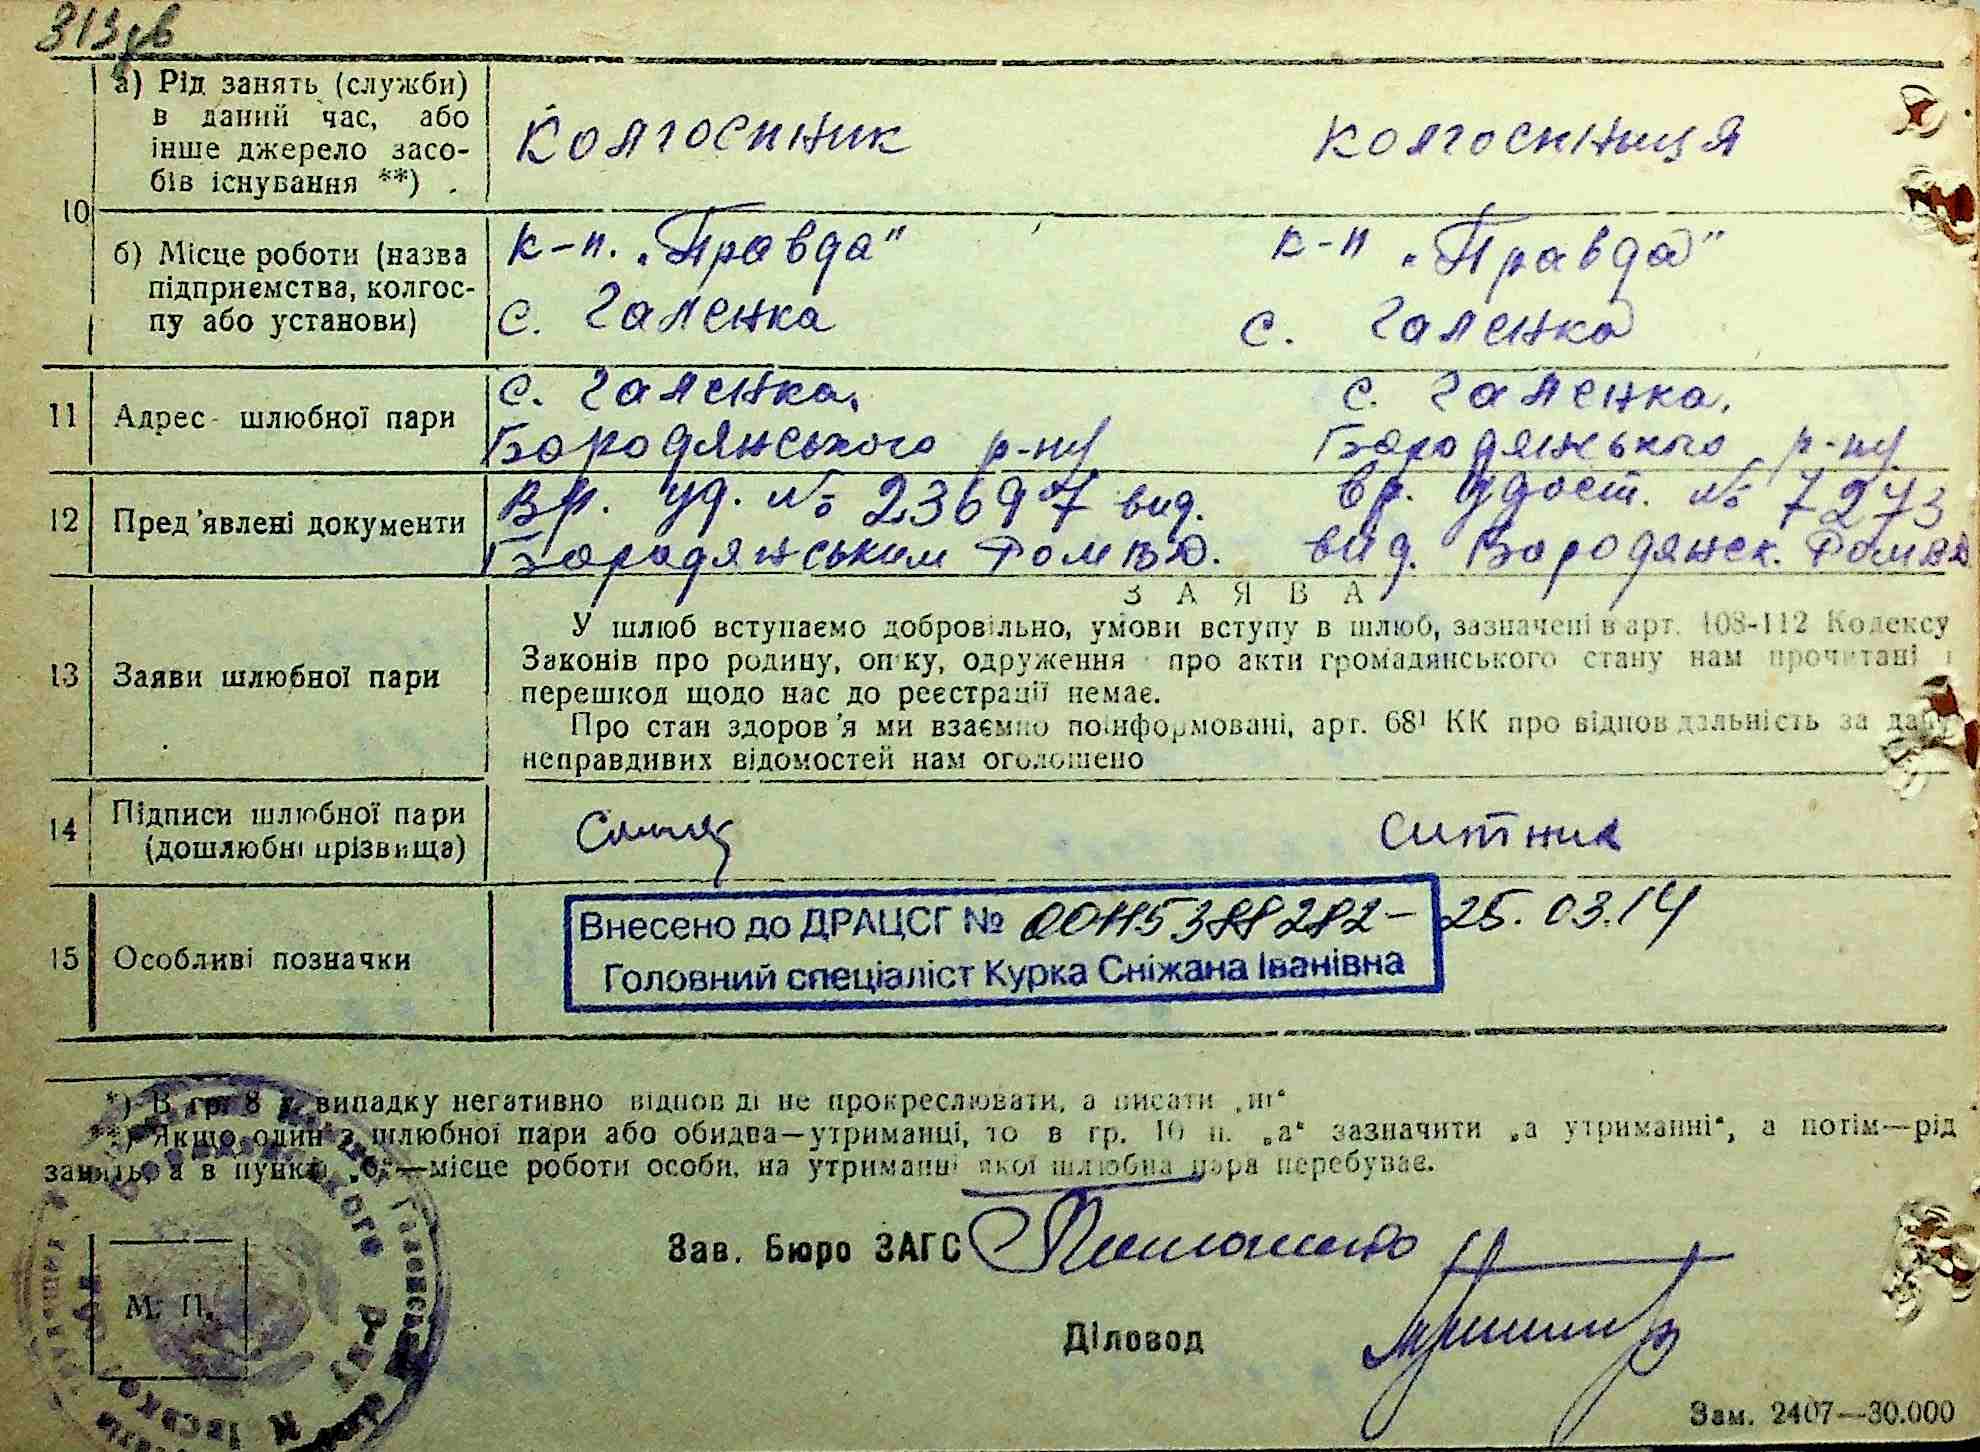 313 зв
10
а) Рід занять (служби)
в даний час, або
інше джерело засо-
бів існування **) .
Колгоспник
колгоспниця
б) Місце роботи (назва
підприємства, колгос-
пу або установи)
к-п. „Правда"
с. Галенка
к-п „Правда"
с. Галенка
11 Адрес шлюбної пари
с. Галенка,
Бородянського р-ну
с. Галенка,
Бородянського р-ну
12 Пред'явлені документи
Вр. уд. № 23697 вид.
Бородянським РОМВД.
Вр. удост. № 7273
вид. Бородянск. РОМВД
13 Заяви шлюбної пари
ЗАЯВА
У шлюб вступаємо добровільно, умови вступу в шлюб, зазначені в арт. 108-112 Кодексу
Законів про родину, опіку, одруження про акти громадянського стану нам прочитані і
перешкод щодо нас до реєстрації немає.
Про стан здоров'я ми взаємно поінформовані, арт. 68¹ КК про відповідальність за дачу
неправдивих відомостей нам оголошено
14 Підписи шлюбної пари
(дошлюбні прізвища)
Ситник
15 Особливі позначки
Внесено до ДРАЦСГ № 00115388282- 25.03.14
Головний спеціаліст Курка Сніжана Іванівна
*) В гр. 8 у випадку негативно відповіді не прокреслювати, а писати „ні"
**) Якщо один з шлюбної пари або обидва—утриманці, то в гр. 10 п. „а" зазначити „а утриманні", а потім—рід
занять, а в пункті „б"—місце роботи особи, на утриманні якої шлюбна пара перебуває.
Зав. Бюро ЗАГС
М. П.
Діловод
Бородянського р-ну
Зам. 2407—30.000